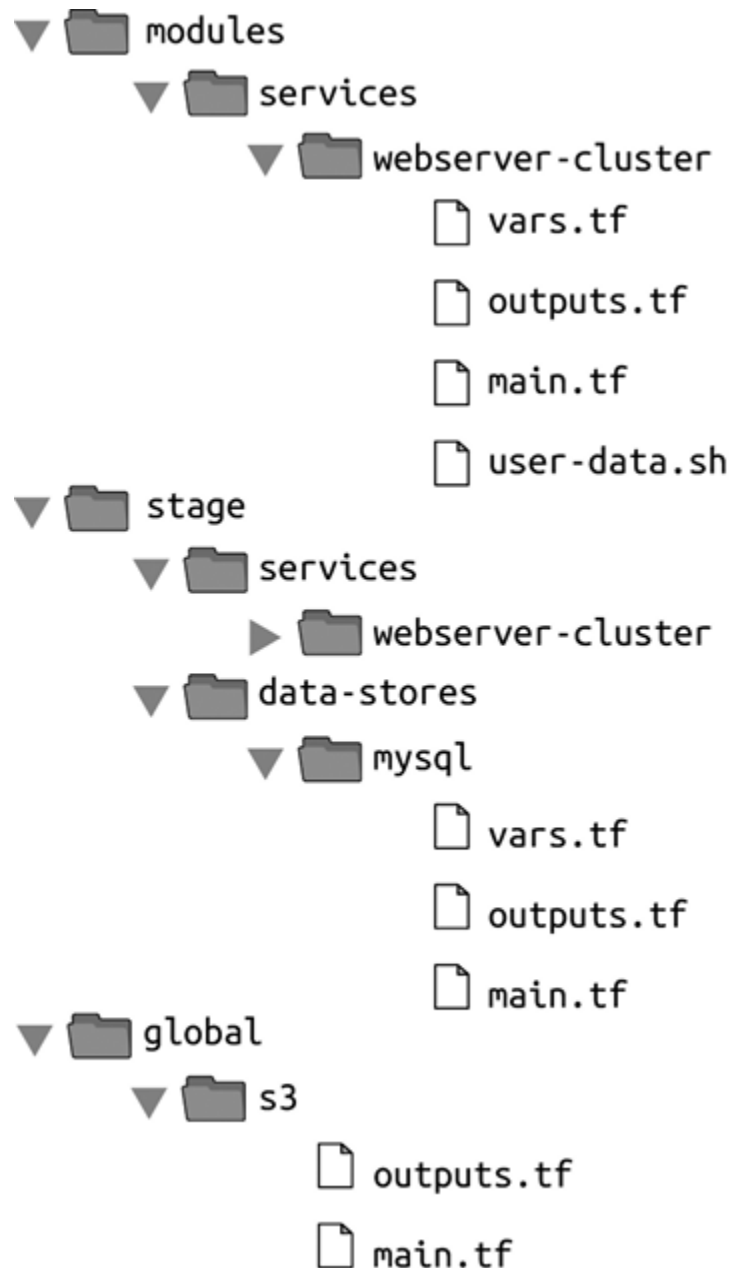 modules
services
webserver-cluster
vars.tf
outputs.tf
main.tf
user-data.sh
stage
services
webserver-cluster
data-stores
mysql
vars.tf
outputs.tf
main.tf
global
s3
outputs.tf
main.tf